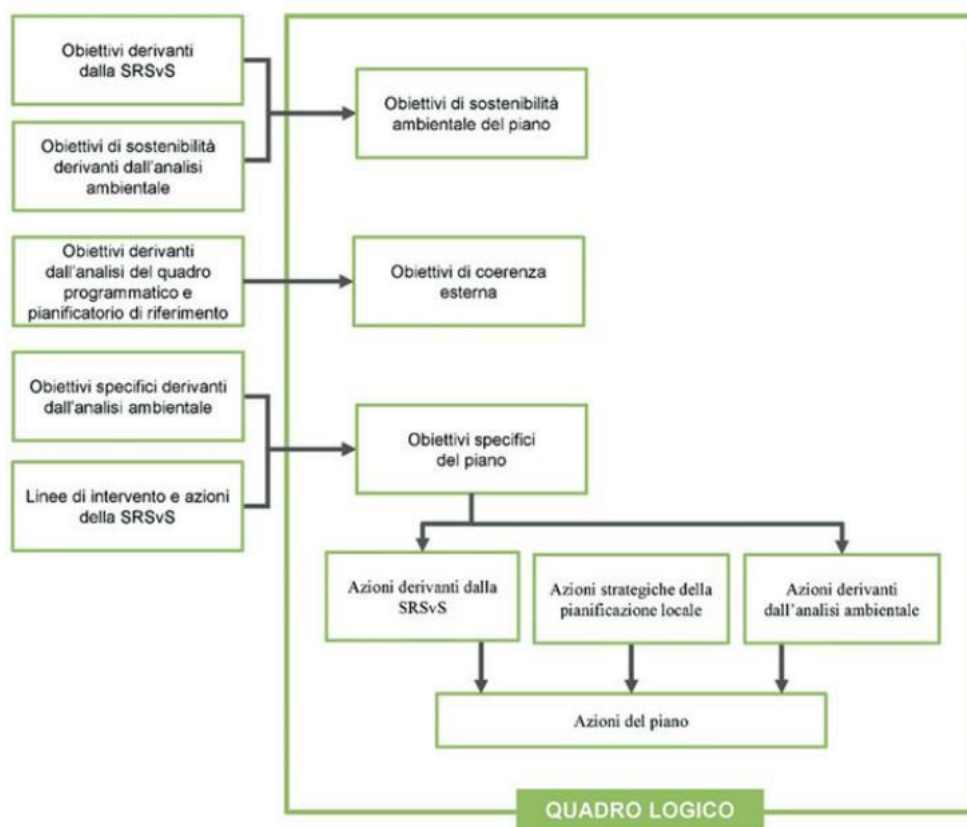 Obiettivi derivanti
dalla SRSvS
Obiettivi di sostenibilità
derivanti dall'analisi
ambientale
Obiettivi di sostenibilità
ambientale del piano
Obiettivi derivanti
dall'analisi del quadro
programmatico e
pianificatorio di riferimento
Obiettivi di coerenza
esterna
Obiettivi specifici derivanti
dall'analisi ambientale
Linee di intervento e azioni
della SRSvS
Obiettivi specifici
del piano
Azioni derivanti dalla
SRSvS
Azioni strategiche della
pianificazione locale
Azioni derivanti
dall'analisi ambientale
Azioni del piano
QUADRO LOGICO